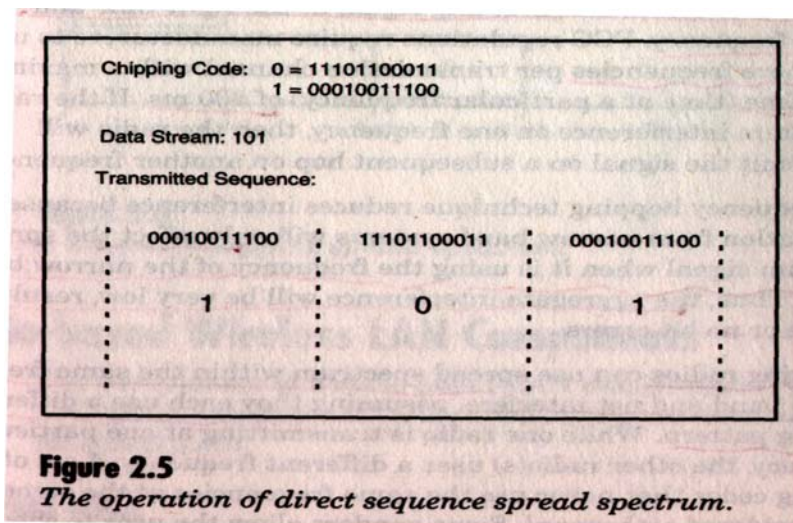 Chipping Code: 0 = 11101100011
1 = 00010011100
Data Stream: 101
Transmitted Sequence:
00010011100 11101100011 00010011100
1 0 1
Figure 2.5
The operation of direct sequence spread spectrum.